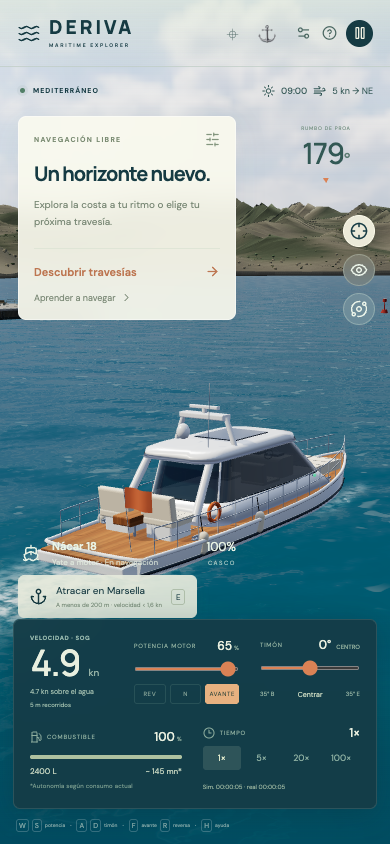 DERIVA
MARITIME EXPLORER
MEDITERRÁNEO
09:00 5 kn → NE
NAVEGACIÓN LIBRE
Un horizonte nuevo.
Explora la costa a tu ritmo o elige tu
próxima travesía.
Descubrir travesías
Aprender a navegar
RUMBO DE PROA
179°
Nácar 18
Yate a motor · En navegación
100%
CASCO
Atracar en Marsella
A menos de 200 m · velocidad < 1,6 kn
E
VELOCIDAD · SOG
4.9 kn
4.7 kn sobre el agua
5 m recorridos
POTENCIA MOTOR 65 %
REV N AVANTE
TIMÓN 0° CENTRO
35° B Centrar 35° E
COMBUSTIBLE 100 %
2400 L ~ 145 mn*
*Autonomía según consumo actual
TIEMPO 1×
1× 5× 20× 100×
Sim. 00:00:05 · real 00:00:05
W S potencia · A D timón · F avante R reversa · H ayuda